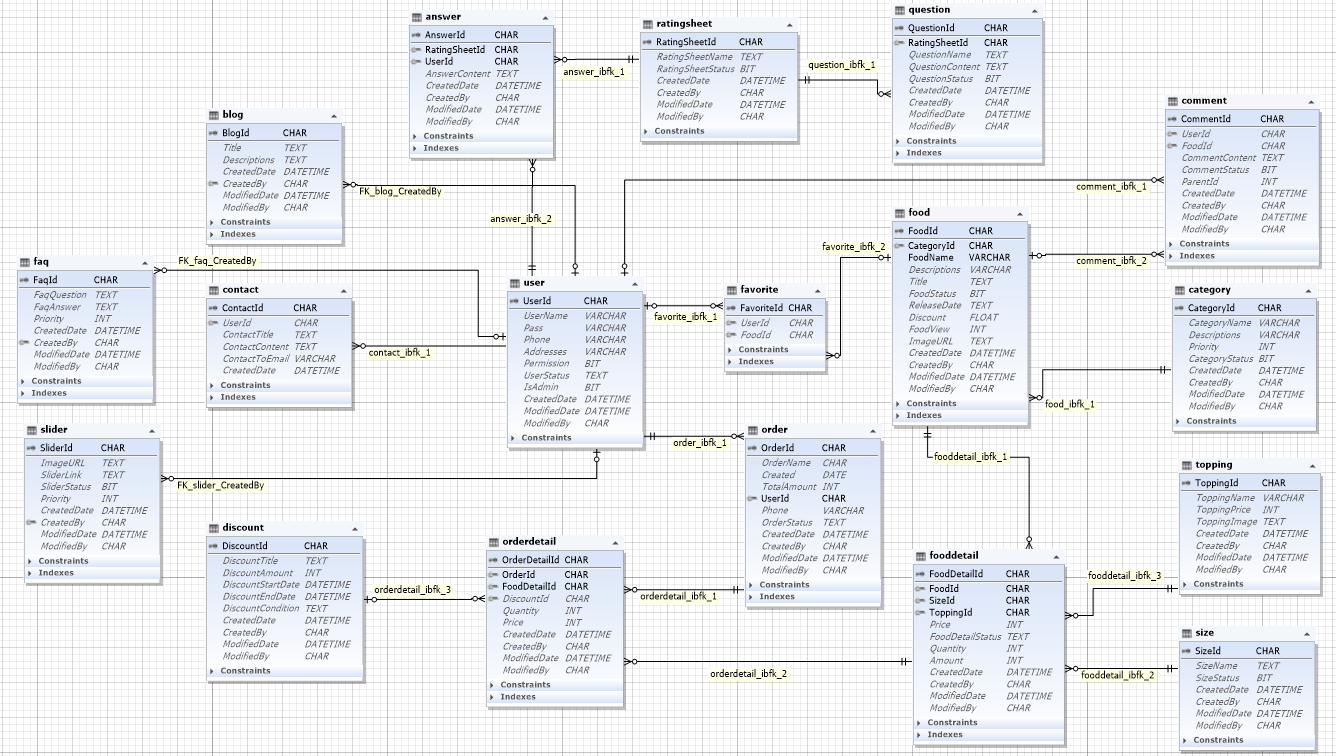 answer
AnswerId CHAR
RatingSheetId CHAR
UserId CHAR
AnswerContent TEXT
CreatedDate DATETIME
CreatedBy CHAR
ModifiedDate DATETIME
ModifiedBy CHAR
Constraints
Indexes
answer_ibfk_1
ratingsheet
RatingSheetId CHAR
RatingSheetName TEXT
RatingSheetStatus BIT
CreatedDate DATETIME
CreatedBy CHAR
ModifiedDate DATETIME
ModifiedBy CHAR
Constraints
question_ibfk_1
question
QuestionId CHAR
RatingSheetId CHAR
QuestionName TEXT
QuestionContent TEXT
QuestionStatus BIT
CreatedDate DATETIME
CreatedBy CHAR
ModifiedDate DATETIME
ModifiedBy CHAR
Constraints
Indexes
comment
CommentId CHAR
UserId CHAR
FoodId CHAR
CommentContent TEXT
CommentStatus BIT
ParentId INT
CreatedDate DATETIME
CreatedBy CHAR
ModifiedDate DATETIME
ModifiedBy CHAR
Constraints
Indexes
comment_ibfk_1
comment_ibfk_2
blog
BlogId CHAR
Title TEXT
Descriptions TEXT
CreatedDate DATETIME
CreatedBy CHAR
ModifiedDate DATETIME
ModifiedBy CHAR
Constraints
Indexes
FK_blog_CreatedBy
answer_ibfk_2
faq
FaqId CHAR
FaqQuestion TEXT
FaqAnswer TEXT
Priority INT
CreatedDate DATETIME
CreatedBy CHAR
ModifiedDate DATETIME
ModifiedBy CHAR
Constraints
Indexes
FK_faq_CreatedBy
contact
ContactId CHAR
UserId CHAR
ContactTitle TEXT
ContactContent TEXT
ContactToEmail VARCHAR
CreatedDate DATETIME
Constraints
Indexes
contact_ibfk_1
user
UserId CHAR
UserName VARCHAR
Pass VARCHAR
Phone VARCHAR
Addresses VARCHAR
Permission BIT
UserStatus TEXT
IsAdmin BIT
CreatedDate DATETIME
ModifiedDate DATETIME
ModifiedBy CHAR
Constraints
favorite_ibfk_1
favorite
FavoriteId CHAR
UserId CHAR
FoodId CHAR
Constraints
Indexes
favorite_ibfk_2
food
FoodId CHAR
CategoryId CHAR
FoodName VARCHAR
Descriptions VARCHAR
Title TEXT
FoodStatus BIT
ReleaseDate TEXT
Discount FLOAT
FoodView INT
ImageURL TEXT
CreatedDate DATETIME
CreatedBy CHAR
ModifiedDate DATETIME
ModifiedBy CHAR
Constraints
Indexes
category
CategoryId CHAR
CategoryName VARCHAR
Descriptions VARCHAR
Priority INT
CategoryStatus BIT
CreatedDate DATETIME
CreatedBy CHAR
ModifiedDate DATETIME
ModifiedBy CHAR
Constraints
food_ibfk_1
slider
SliderId CHAR
ImageURL TEXT
SliderLink TEXT
SliderStatus BIT
Priority INT
CreatedDate DATETIME
CreatedBy CHAR
ModifiedDate DATETIME
ModifiedBy CHAR
Constraints
Indexes
FK_slider_CreatedBy
order_ibfk_1
order
OrderId CHAR
OrderName CHAR
Created DATE
TotalAmount INT
UserId CHAR
Phone VARCHAR
OrderStatus TEXT
CreatedDate DATETIME
CreatedBy CHAR
ModifiedDate DATETIME
ModifiedBy CHAR
Constraints
Indexes
fooddetail_ibfk_1
topping
ToppingId CHAR
ToppingName VARCHAR
ToppingPrice INT
ToppingImage TEXT
CreatedDate DATETIME
CreatedBy CHAR
ModifiedDate DATETIME
ModifiedBy CHAR
Constraints
discount
DiscountId CHAR
DiscountTitle TEXT
DiscountAmount INT
DiscountStartDate DATETIME
DiscountEndDate DATETIME
DiscountCondition TEXT
CreatedDate DATETIME
CreatedBy CHAR
ModifiedDate DATETIME
ModifiedBy CHAR
Constraints
orderdetail_ibfk_3
orderdetail
OrderDetailId CHAR
OrderId CHAR
FoodDetailId CHAR
DiscountId CHAR
Quantity INT
Price INT
CreatedDate DATETIME
CreatedBy CHAR
ModifiedDate DATETIME
ModifiedBy CHAR
Constraints
Indexes
orderdetail_ibfk_1
orderdetail_ibfk_2
fooddetail
FoodDetailId CHAR
FoodId CHAR
SizeId CHAR
ToppingId CHAR
Price INT
FoodDetailStatus TEXT
Quantity INT
Amount INT
CreatedDate DATETIME
CreatedBy CHAR
ModifiedDate DATETIME
ModifiedBy CHAR
Constraints
Indexes
fooddetail_ibfk_3
fooddetail_ibfk_2
size
SizeId CHAR
SizeName TEXT
SizeStatus BIT
CreatedDate DATETIME
CreatedBy CHAR
ModifiedDate DATETIME
ModifiedBy CHAR
Constraints